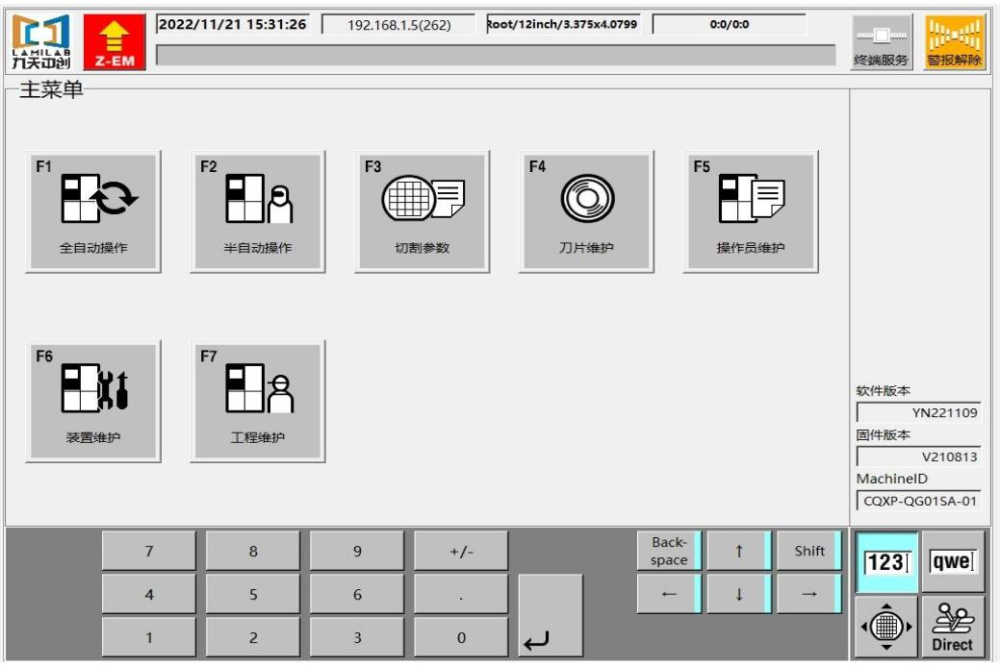 LAMILAB
九天中创
Z-EM
2022/11/21 15:31:26
192.168.1.5(262)
Root/12inch/3.375x4.0799
0:0/0:0
终端服务
警报解除
主菜单
F1
全自动操作
F2
半自动操作
F3
切割参数
F4
刀片维护
F5
操作员维护
F6
装置维护
F7
工程维护
软件版本
YN221109
固件版本
V210813
MachineID
CQXP-QG01SA-01
7 8 9 +/-
Back-
space
↑ Shift
4 5 6 .
← ↓ →
1 2 3 0
123
qwe
Direct